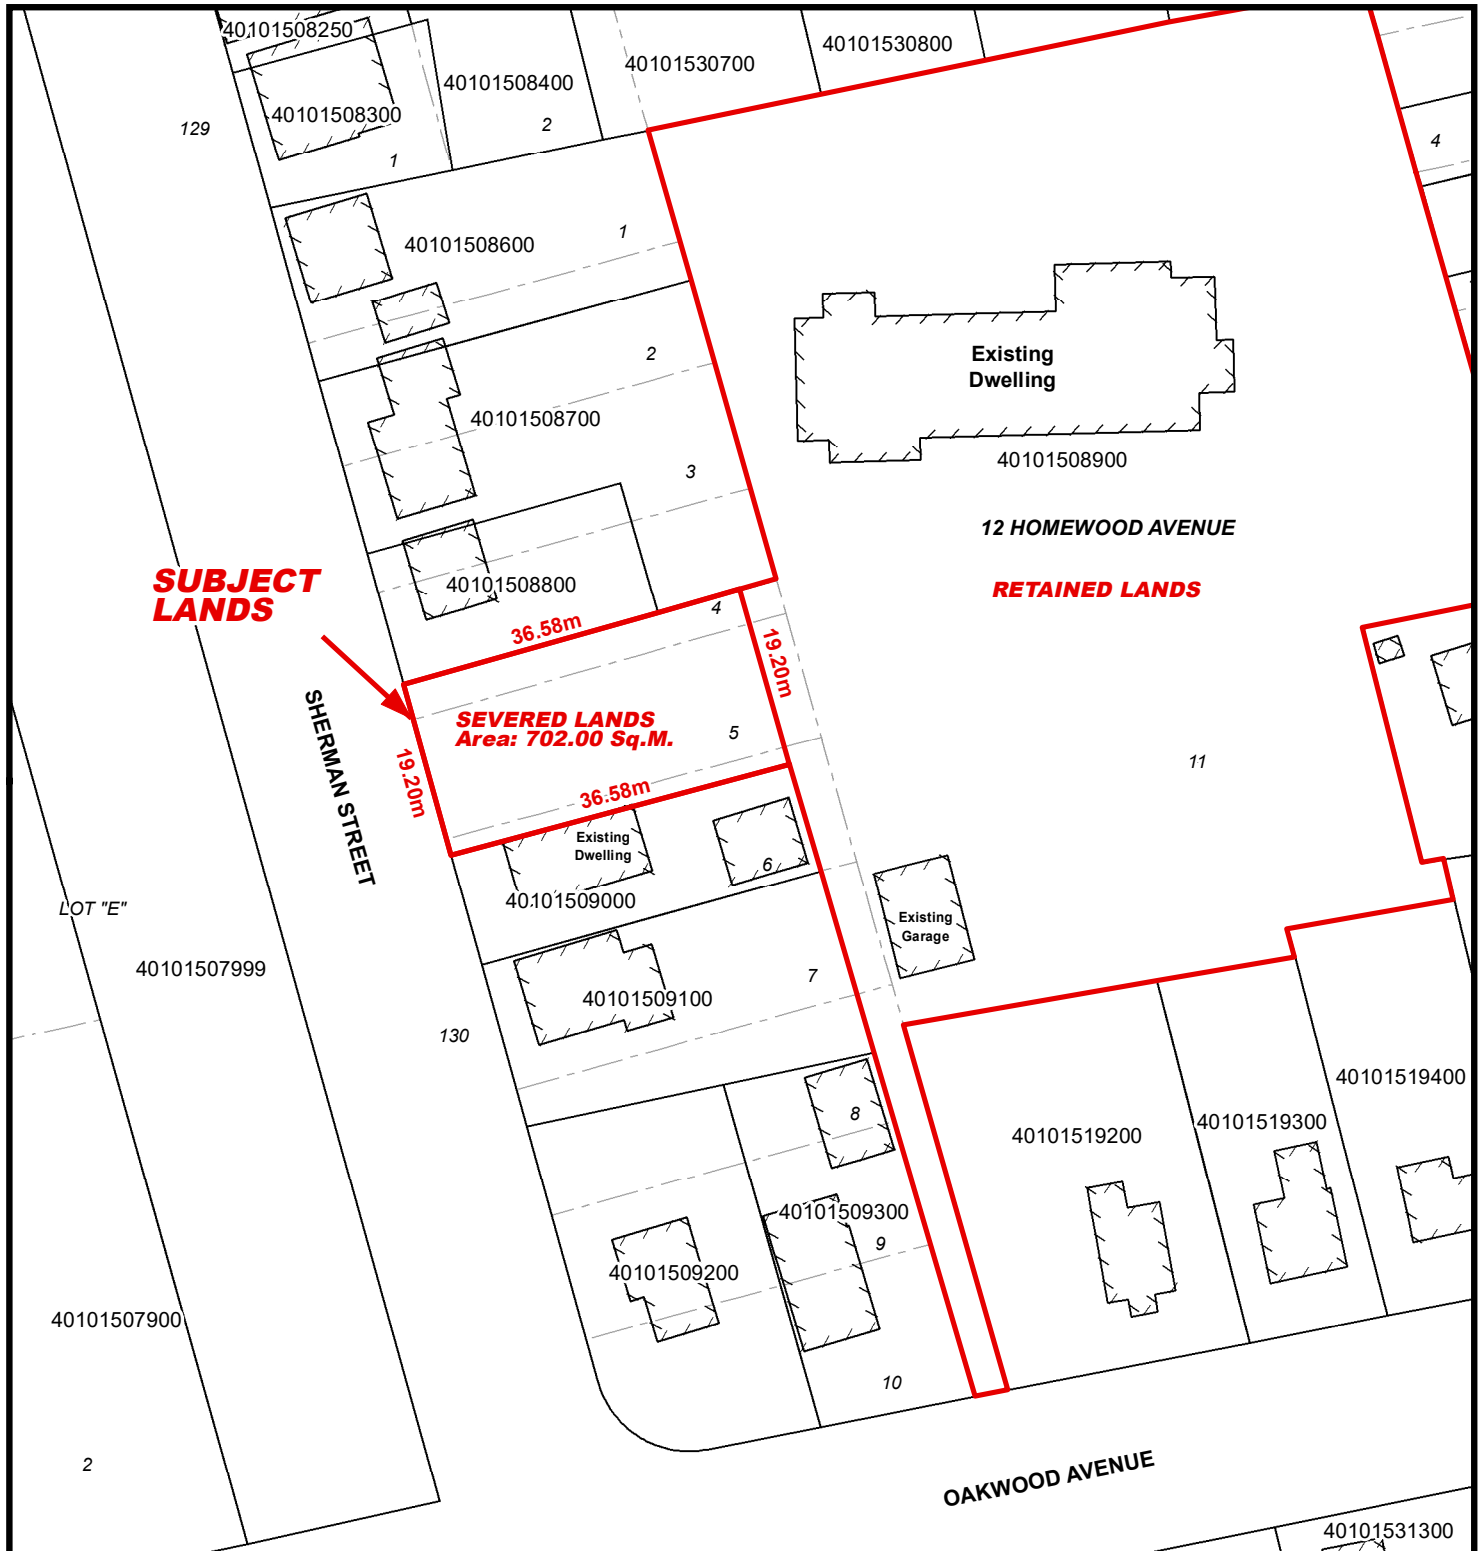 40101508250
40101508300
40101508400
40101530700
40101530800
129
1
2
4
40101508600
1
2
40101508700
3
Existing
Dwelling
40101508900
12 HOMEWOOD AVENUE
RETAINED LANDS
SUBJECT
LANDS
40101508800
4
36.58m
19.20m
SEVERED LANDS
Area: 702.00 Sq.M.
5
19.20m
36.58m
11
SHERMAN STREET
Existing
Dwelling
6
40101509000
Existing
Garage
LOT "E"
40101507999
40101509100
7
130
8
40101519400
40101519300
40101519200
40101509300
9
40101509200
40101507900
10
2
OAKWOOD AVENUE
40101531300